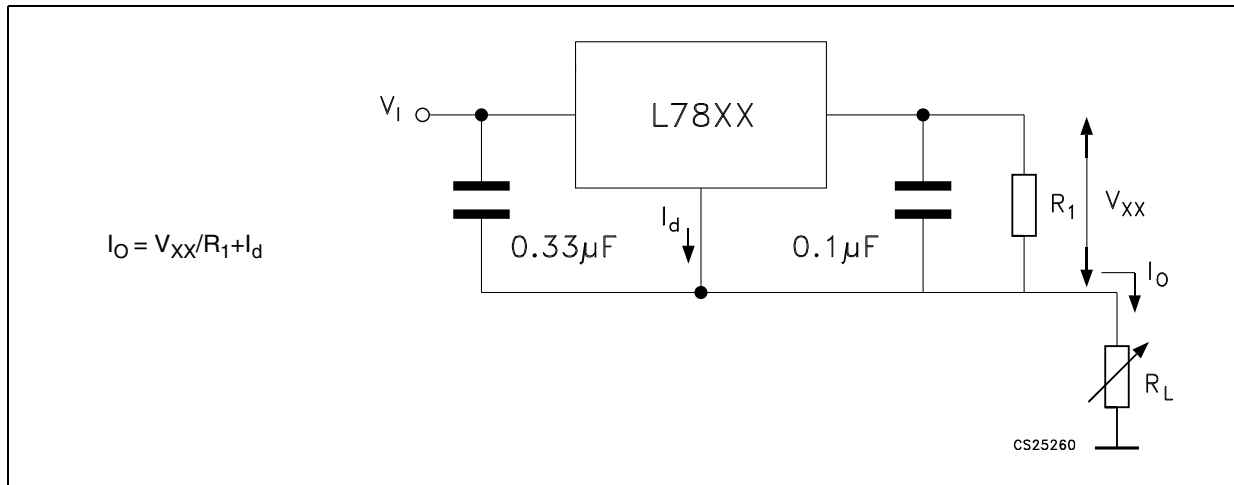 L78XX
V_I
I_d
0.33µF
0.1µF
R_1
V_XX
I_O = V_XX/R_1+I_d
I_O
R_L
CS25260